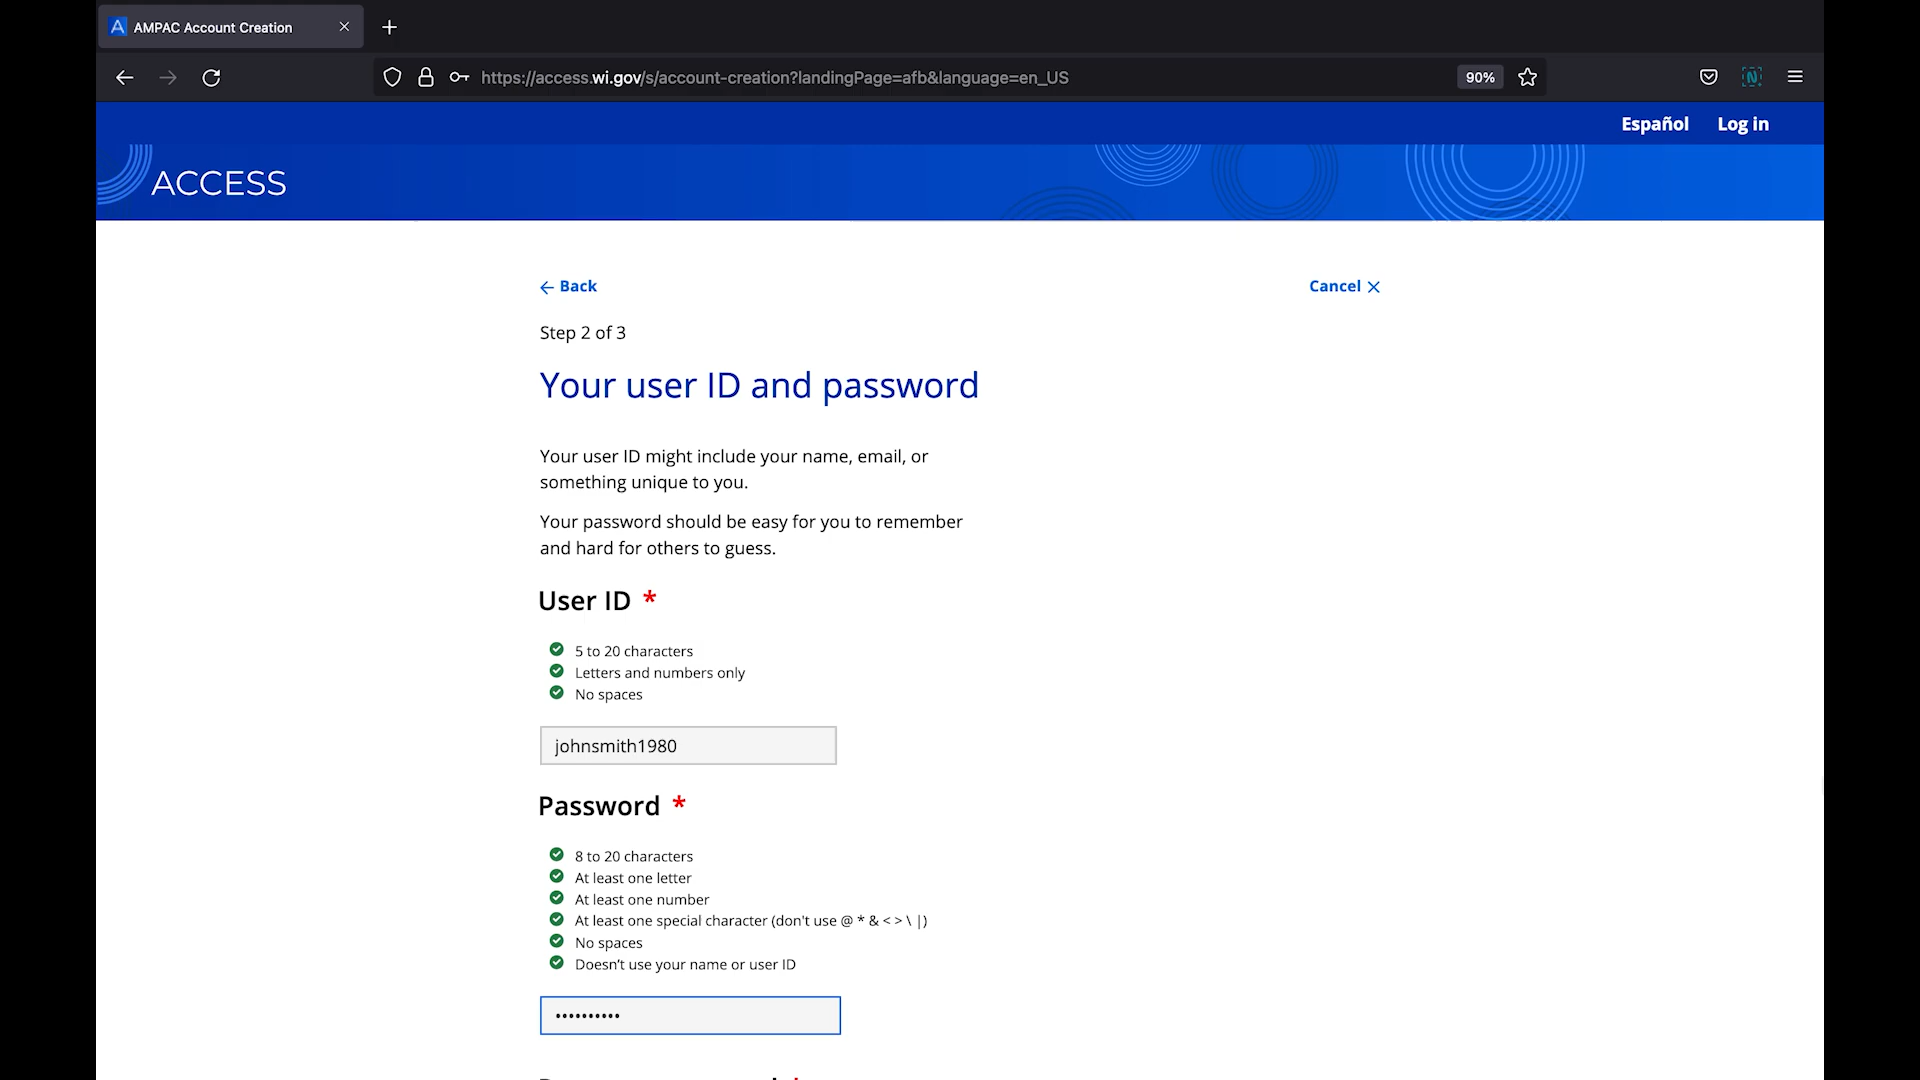 AMPAC Account Creation
https://access.wi.gov/s/account-creation?landingPage=afb&language=en_US
90%
Español Log in
ACCESS
Back
Cancel
Step 2 of 3
Your user ID and password
Your user ID might include your name, email, or
something unique to you.
Your password should be easy for you to remember
and hard for others to guess.
User ID *
5 to 20 characters
Letters and numbers only
No spaces
johnsmith1980
Password *
8 to 20 characters
At least one letter
At least one number
At least one special character (don't use @ * & < > \ |)
No spaces
Doesn't use your name or user ID
••••••••••